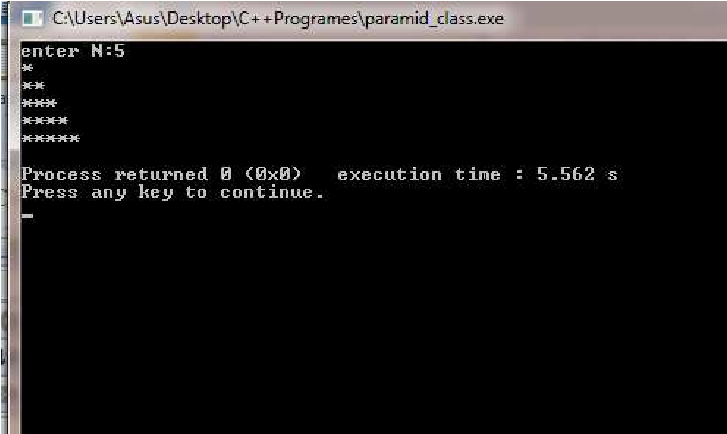 C:\Users\Asus\Desktop\C++Programes\paramid_class.exe
enter N:5
*
**
***
****
*****
Process returned 0 (0x0)   execution time : 5.562 s
Press any key to continue.